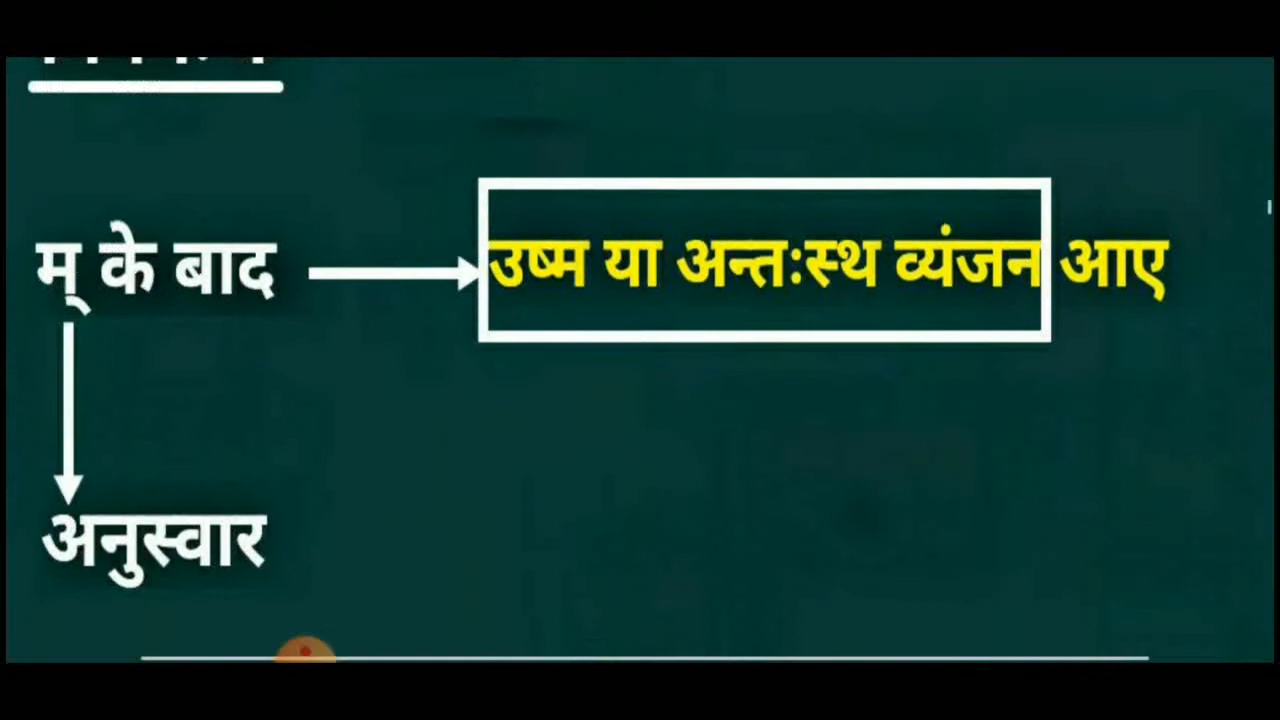 म् के बाद उष्म या अन्तःस्थ व्यंजन आए
अनुस्वार